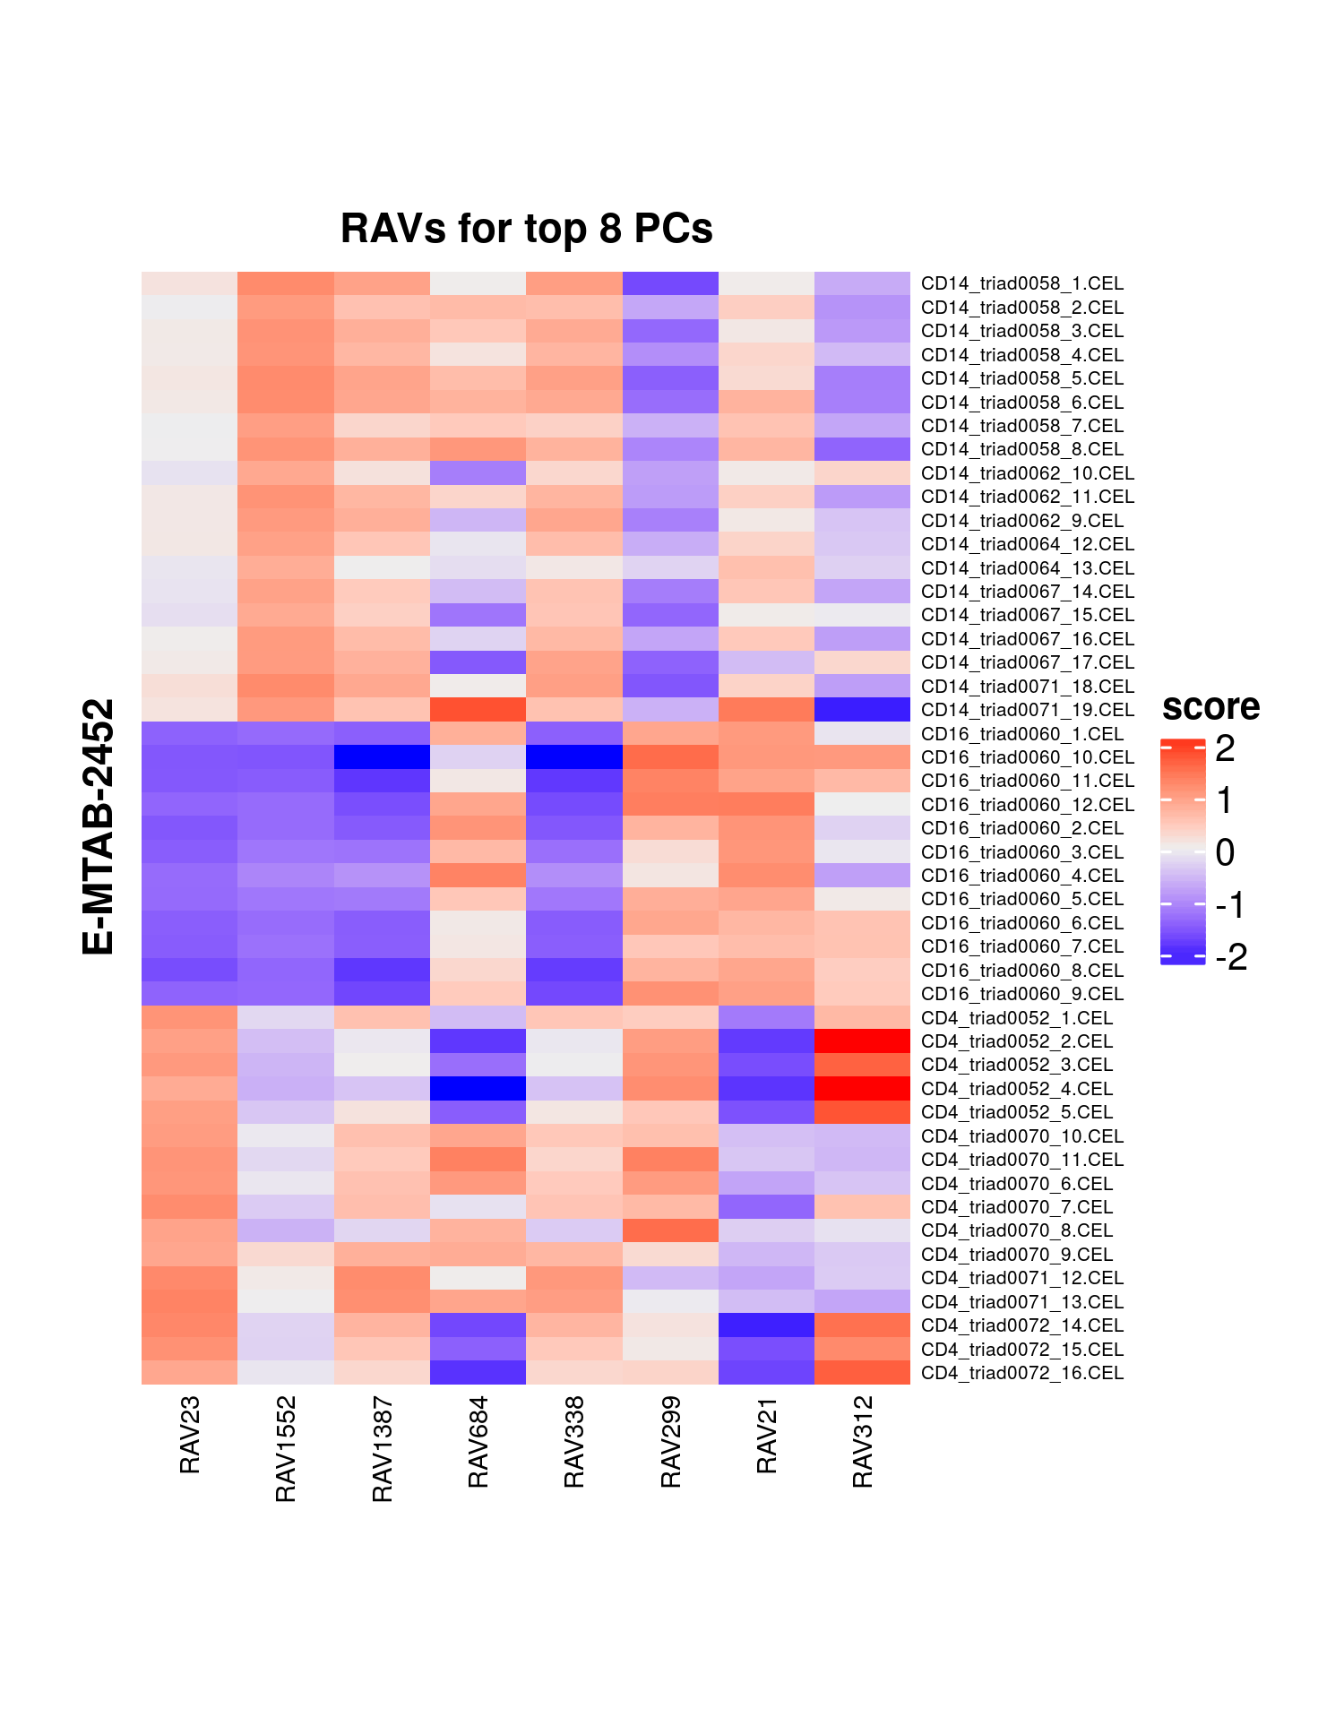 RAVs for top 8 PCs
E-MTAB-2452
CD14_triad0058_1.CEL
CD14_triad0058_2.CEL
CD14_triad0058_3.CEL
CD14_triad0058_4.CEL
CD14_triad0058_5.CEL
CD14_triad0058_6.CEL
CD14_triad0058_7.CEL
CD14_triad0058_8.CEL
CD14_triad0062_10.CEL
CD14_triad0062_11.CEL
CD14_triad0062_9.CEL
CD14_triad0064_12.CEL
CD14_triad0064_13.CEL
CD14_triad0067_14.CEL
CD14_triad0067_15.CEL
CD14_triad0067_16.CEL
CD14_triad0067_17.CEL
CD14_triad0071_18.CEL
CD14_triad0071_19.CEL
CD16_triad0060_1.CEL
CD16_triad0060_10.CEL
CD16_triad0060_11.CEL
CD16_triad0060_12.CEL
CD16_triad0060_2.CEL
CD16_triad0060_3.CEL
CD16_triad0060_4.CEL
CD16_triad0060_5.CEL
CD16_triad0060_6.CEL
CD16_triad0060_7.CEL
CD16_triad0060_8.CEL
CD16_triad0060_9.CEL
CD4_triad0052_1.CEL
CD4_triad0052_2.CEL
CD4_triad0052_3.CEL
CD4_triad0052_4.CEL
CD4_triad0052_5.CEL
CD4_triad0070_10.CEL
CD4_triad0070_11.CEL
CD4_triad0070_6.CEL
CD4_triad0070_7.CEL
CD4_triad0070_8.CEL
CD4_triad0070_9.CEL
CD4_triad0071_12.CEL
CD4_triad0071_13.CEL
CD4_triad0072_14.CEL
CD4_triad0072_15.CEL
CD4_triad0072_16.CEL
RAV23
RAV1552
RAV1387
RAV684
RAV338
RAV299
RAV21
RAV312
score
2
1
0
-1
-2